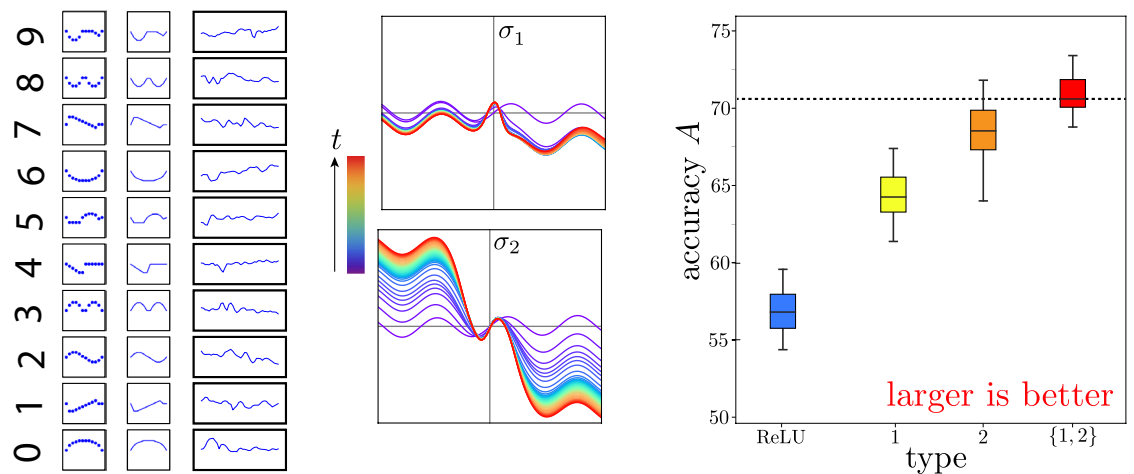 9
8
7
6
5
4
3
2
1
0
t
σ₁
σ₂
accuracy A
75
70
65
60
55
50
larger is better
ReLU
1
2
{1, 2}
type